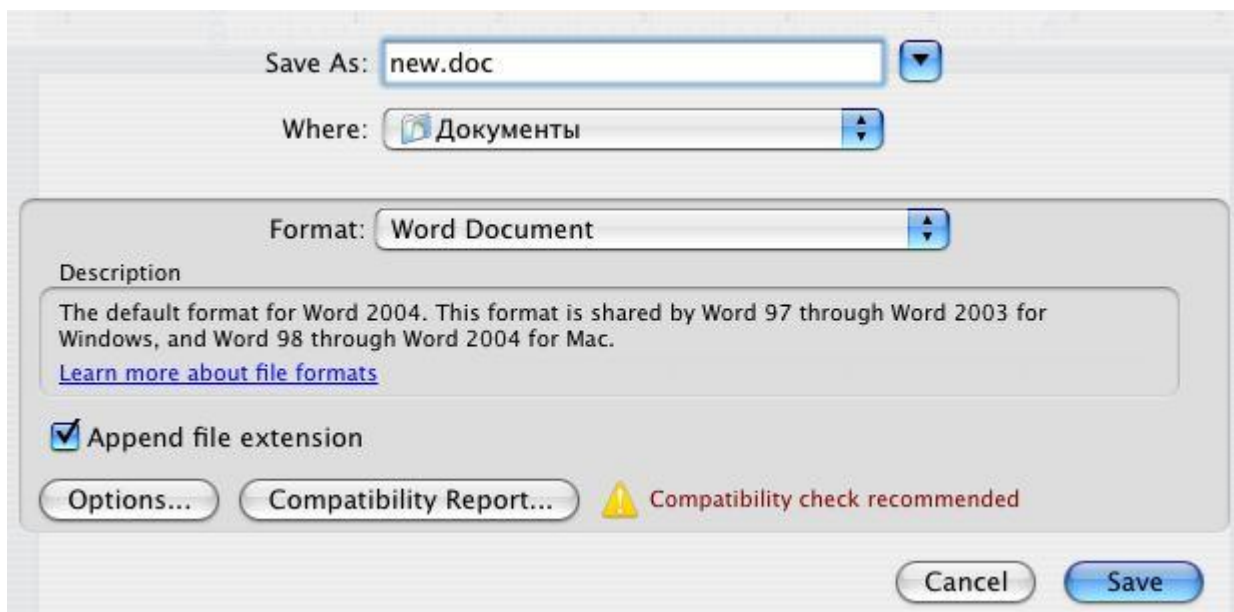 Save As: new.doc
Where: Документы
Format: Word Document
Description
The default format for Word 2004. This format is shared by Word 97 through Word 2003 for
Windows, and Word 98 through Word 2004 for Mac.
Learn more about file formats
Append file extension
Options... Compatibility Report... Compatibility check recommended
Cancel Save